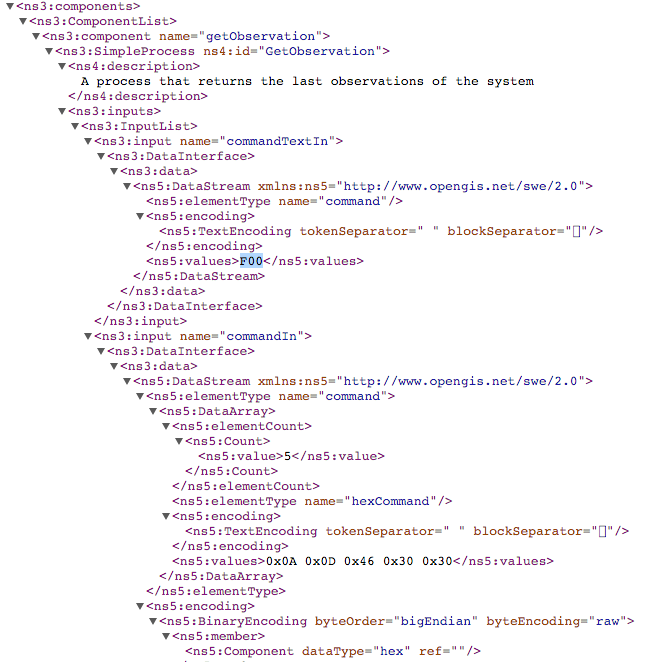 ▼<ns3:components>
▼<ns3:ComponentList>
▼<ns3:component name="getObservation">
▼<ns3:SimpleProcess ns4:id="GetObservation">
▼<ns4:description>
A process that returns the last observations of the system
</ns4:description>
▼<ns3:inputs>
▼<ns3:InputList>
▼<ns3:input name="commandTextIn">
▼<ns3:DataInterface>
▼<ns3:data>
▼<ns5:DataStream xmlns:ns5="http://www.opengis.net/swe/2.0">
<ns5:elementType name="command"/>
▼<ns5:encoding>
<ns5:TextEncoding tokenSeparator=" " blockSeparator="▯"/>
</ns5:encoding>
<ns5:values>F00</ns5:values>
</ns5:DataStream>
</ns3:data>
</ns3:DataInterface>
</ns3:input>
▼<ns3:input name="commandIn">
▼<ns3:DataInterface>
▼<ns3:data>
▼<ns5:DataStream xmlns:ns5="http://www.opengis.net/swe/2.0">
▼<ns5:elementType name="command">
▼<ns5:DataArray>
▼<ns5:elementCount>
▼<ns5:Count>
<ns5:value>5</ns5:value>
</ns5:Count>
</ns5:elementCount>
<ns5:elementType name="hexCommand"/>
▼<ns5:encoding>
<ns5:TextEncoding tokenSeparator=" " blockSeparator="▯"/>
</ns5:encoding>
<ns5:values>0x0A 0x0D 0x46 0x30 0x30</ns5:values>
</ns5:DataArray>
</ns5:elementType>
▼<ns5:encoding>
▼<ns5:BinaryEncoding byteOrder="bigEndian" byteEncoding="raw">
▼<ns5:member>
<ns5:Component dataType="hex" ref=""/>